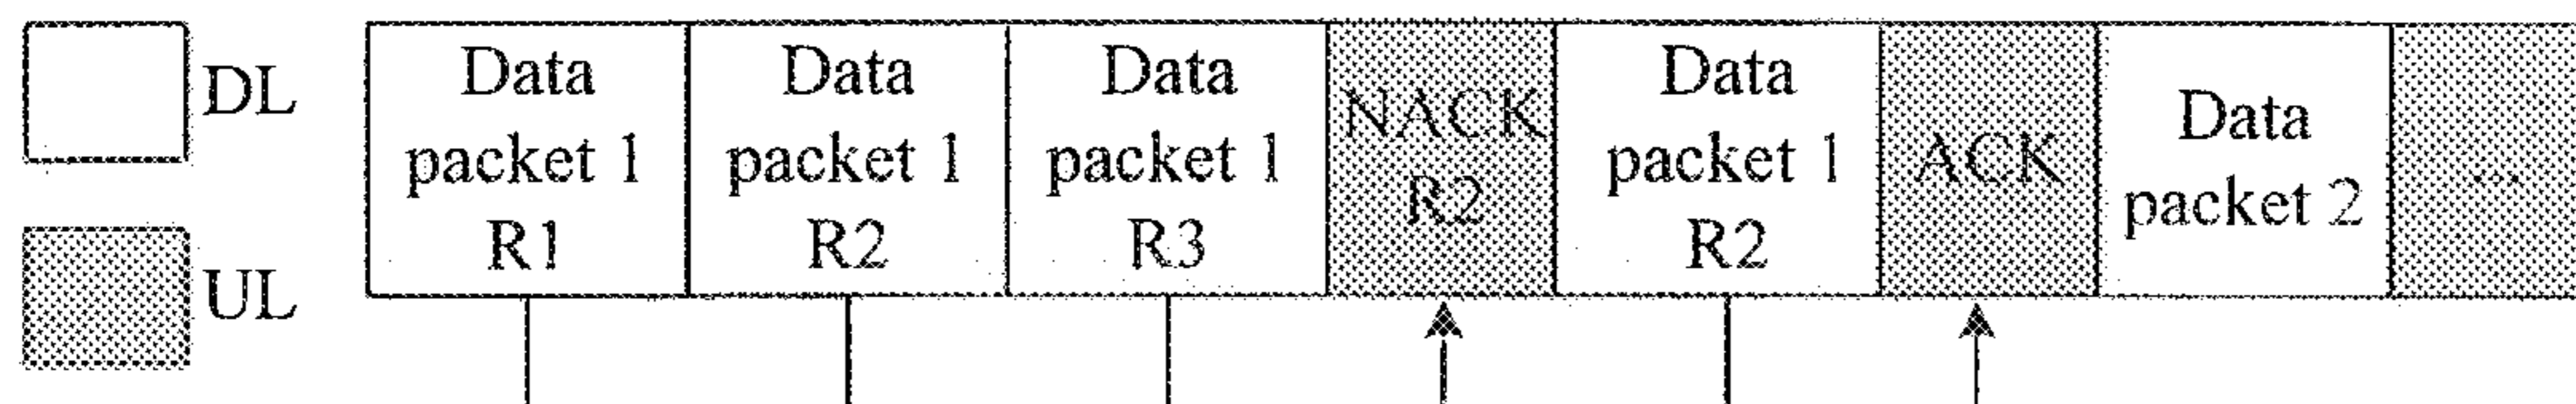 DL
UL
Data
packet 1
R1
Data
packet 1
R2
Data
packet 1
R3
NACK
R2
Data
packet 1
R2
ACK
Data
packet 2
...